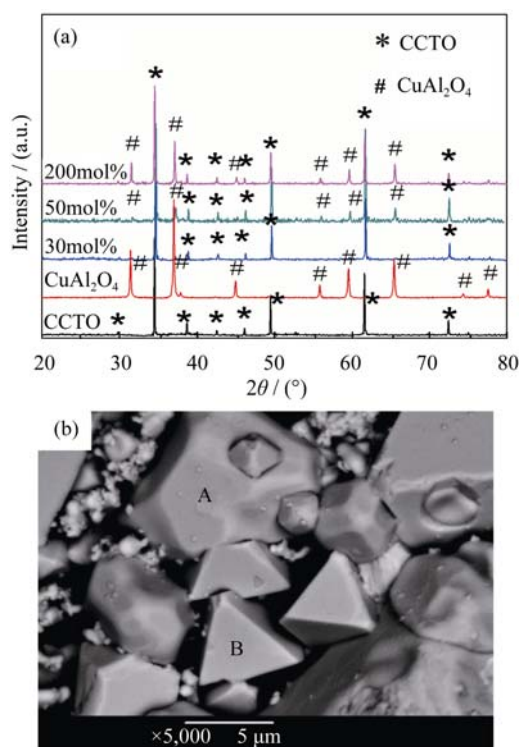 (a)
* CCTO
# CuAl₂O₄
Intensity / (a.u.)
200mol%
50mol%
30mol%
CuAl₂O₄
CCTO
20 30 40 50 60 70 80
2θ / (°)
(b)
A
B
×5,000 5 μm